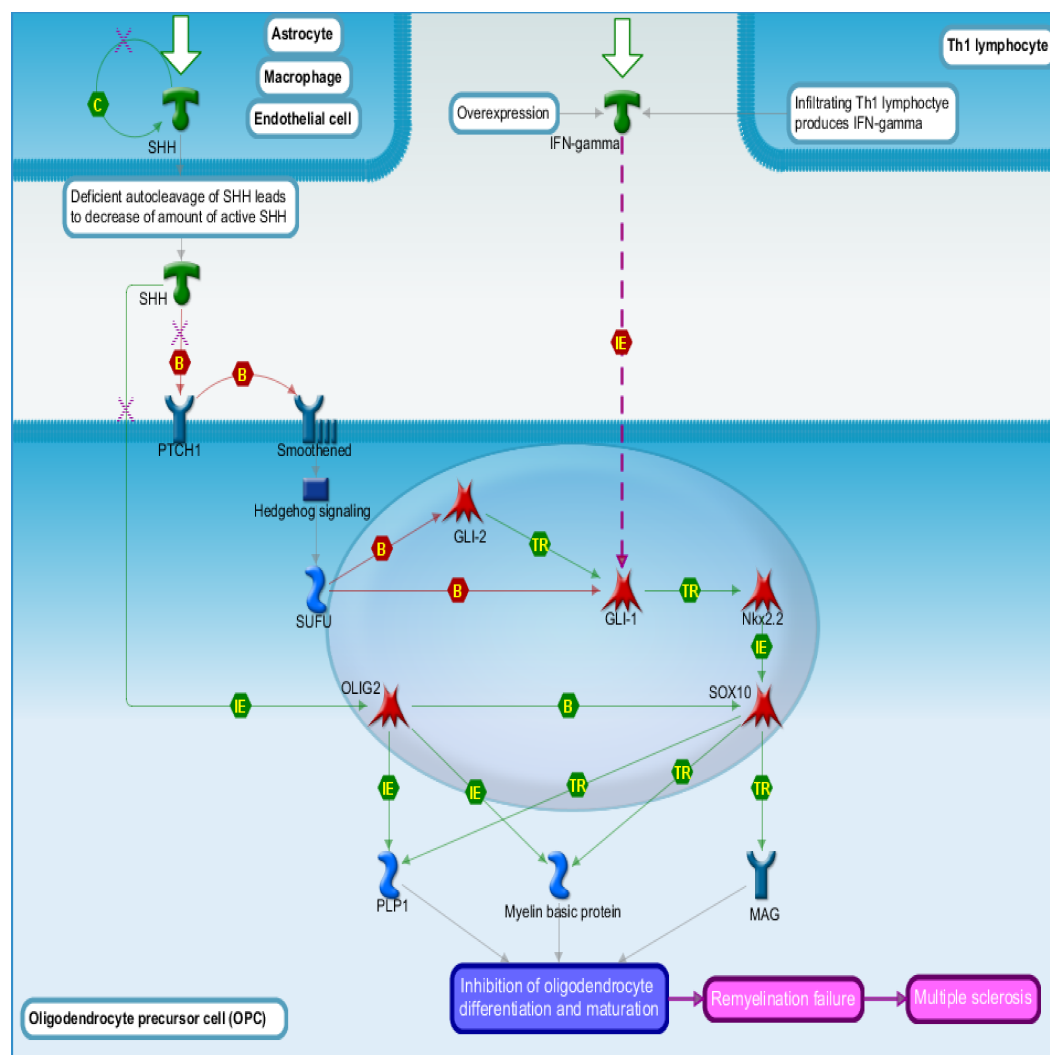 Astrocyte
Macrophage
Endothelial cell
C
SHH
Th1 lymphocyte
Overexpression
IFN-gamma
Infiltrating Th1 lymphoctye
produces IFN-gamma
Deficient autocleavage of SHH leads
to decrease of amount of active SHH
SHH
B
B
IE
PTCH1
Smoothened
Hedgehog signaling
GLI-2
B
TR
B
TR
SUFU
GLI-1
Nkx2.2
IE
OLIG2
SOX10
IE
B
IE
IE
TR
TR
TR
PLP1
Myelin basic protein
MAG
Inhibition of oligodendrocyte
differentiation and maturation
Remyelination failure
Multiple sclerosis
Oligodendrocyte precursor cell (OPC)